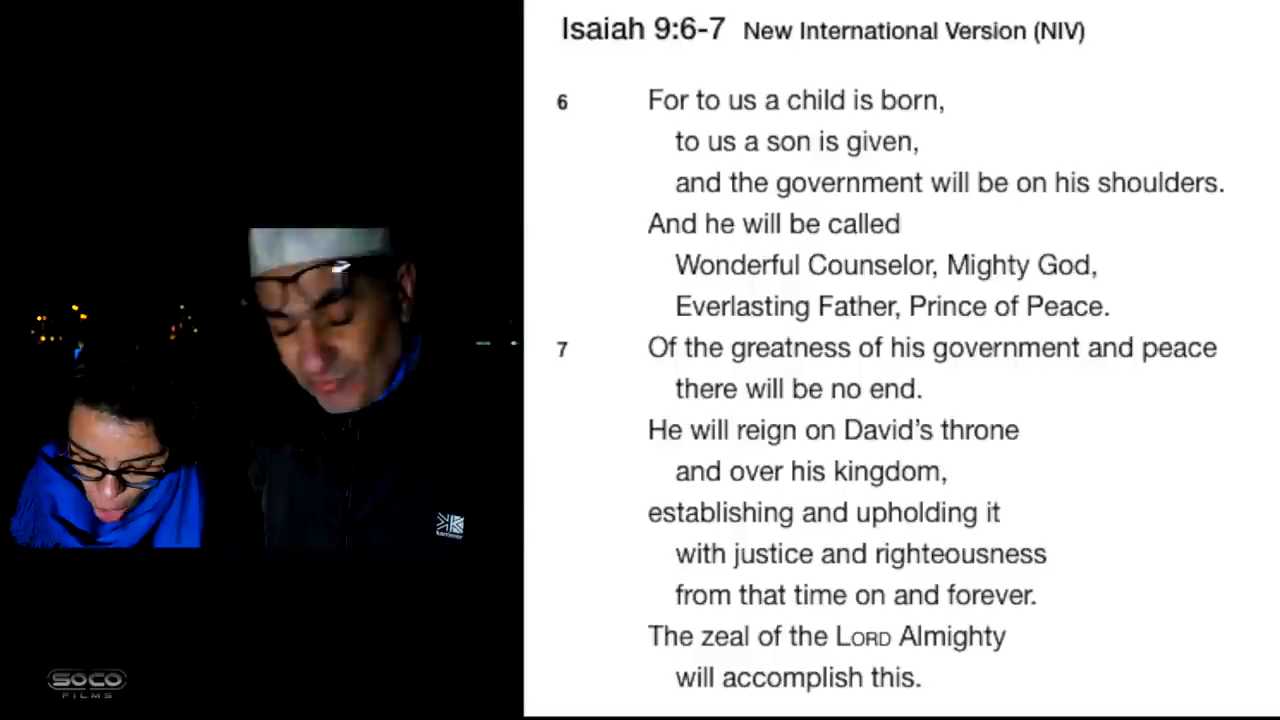 Isaiah 9:6-7 New International Version (NIV)
6 For to us a child is born,
to us a son is given,
and the government will be on his shoulders.
And he will be called
Wonderful Counselor, Mighty God,
Everlasting Father, Prince of Peace.
7 Of the greatness of his government and peace
there will be no end.
He will reign on David’s throne
and over his kingdom,
establishing and upholding it
with justice and righteousness
from that time on and forever.
The zeal of the LORD Almighty
will accomplish this.
karrimor
SOCO
FILMS